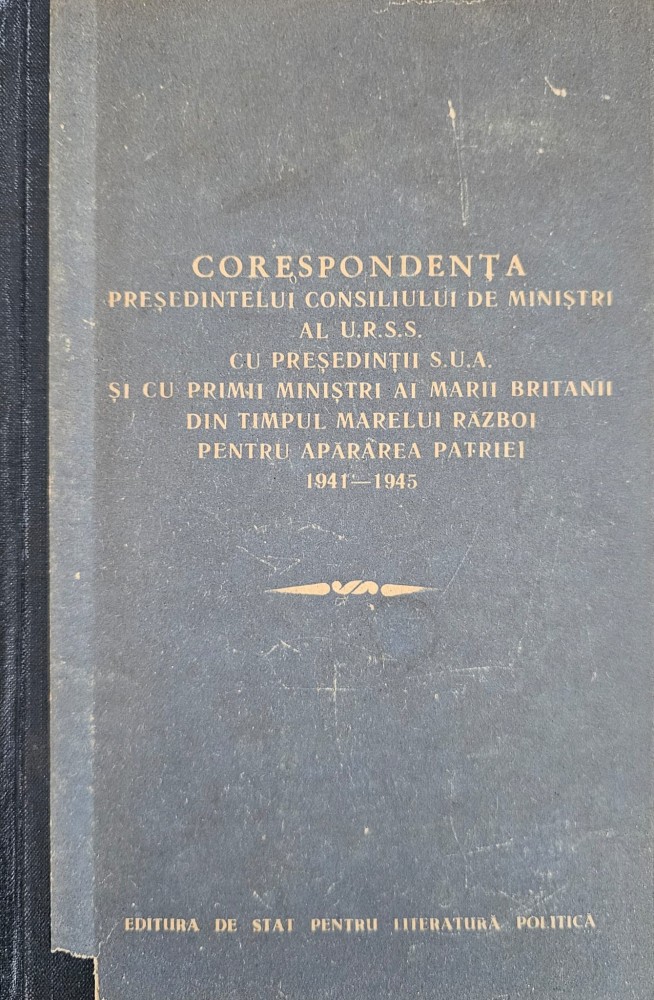 CORESPONDENȚA
PREȘEDINTELUI CONSILIULUI DE MINIȘTRI
AL U.R.S.S.
CU PREȘEDINȚII S.U.A.
ȘI CU PRIMII MINIȘTRI AI MARII BRITANII
DIN TIMPUL MARELUI RĂZBOI
PENTRU APĂRAREA PATRIEI
1941—1945
EDITURA DE STAT PENTRU LITERATURĂ POLITICĂ